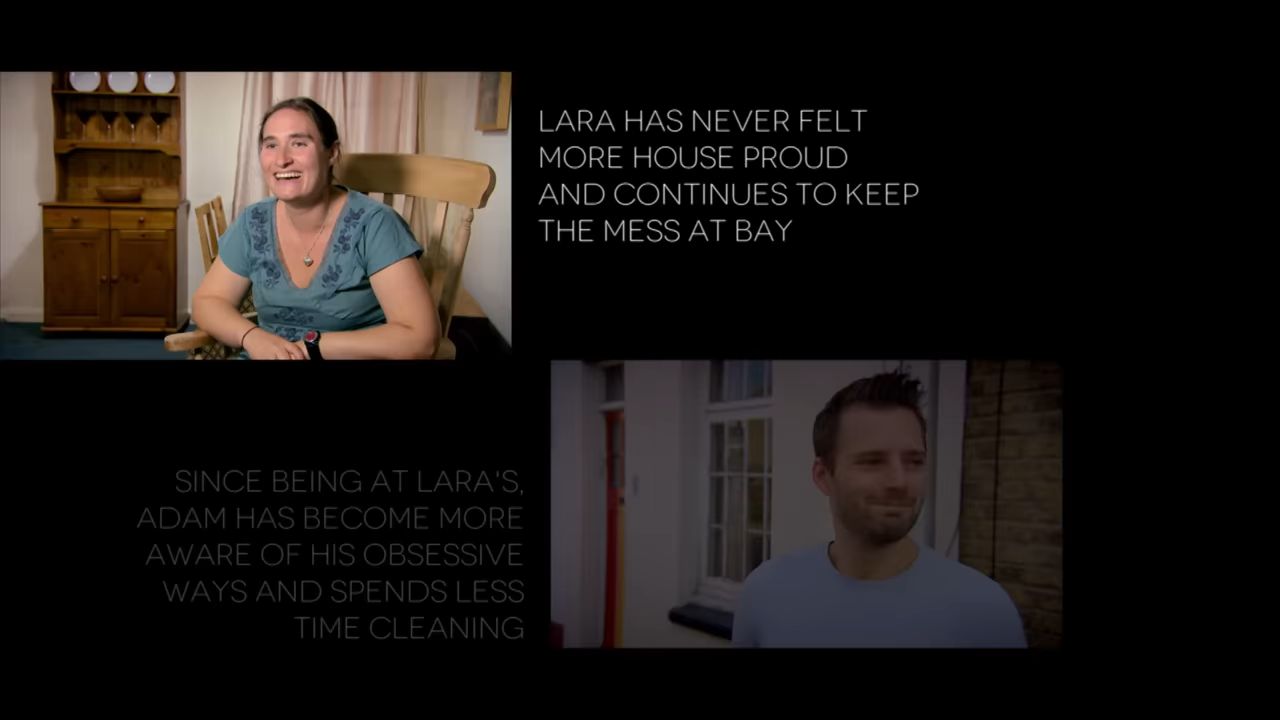 LARA HAS NEVER FELT
MORE HOUSE PROUD
AND CONTINUES TO KEEP
THE MESS AT BAY
SINCE BEING AT LARA'S,
ADAM HAS BECOME MORE
AWARE OF HIS OBSESSIVE
WAYS AND SPENDS LESS
TIME CLEANING